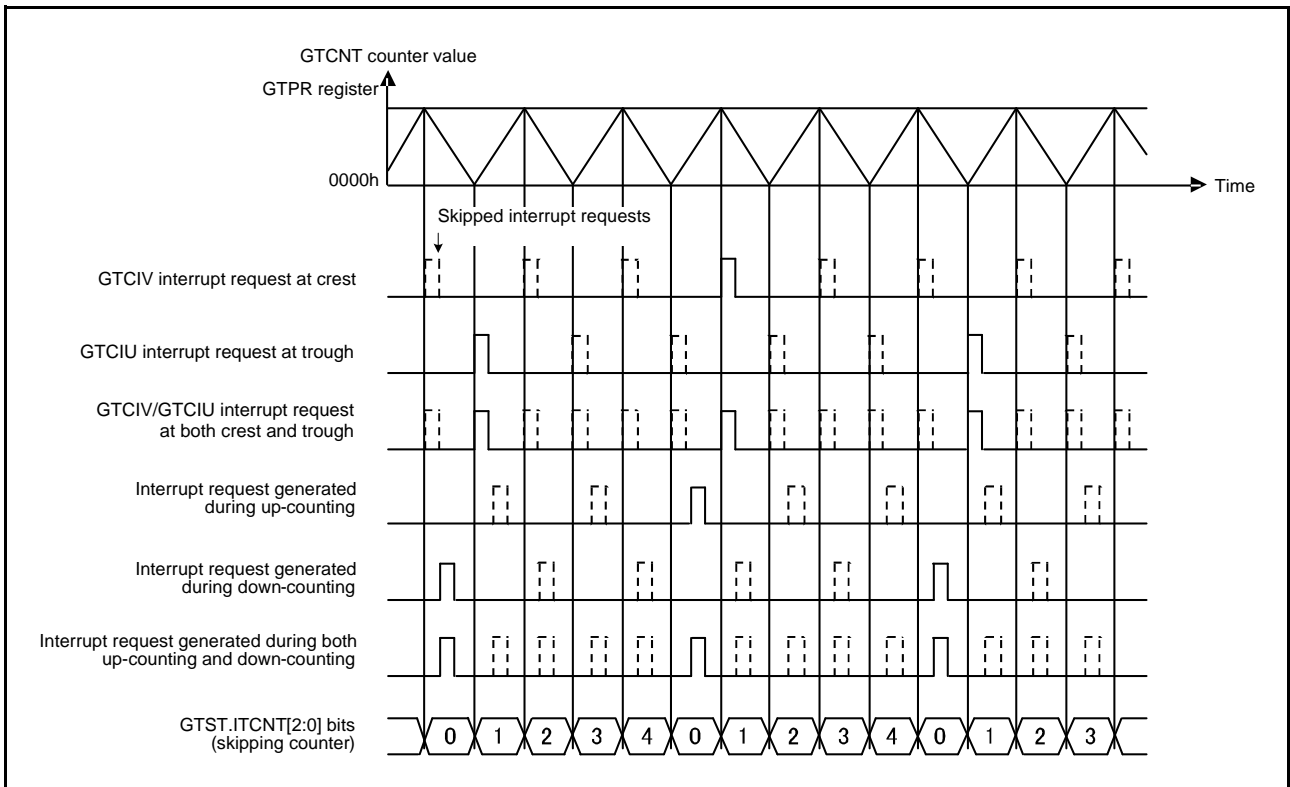 GTCNT counter value
GTPR register
0000h
Time
Skipped interrupt requests
GTCIV interrupt request at crest
GTCIU interrupt request at trough
GTCIV/GTCIU interrupt request
at both crest and trough
Interrupt request generated
during up-counting
Interrupt request generated
during down-counting
Interrupt request generated during both
up-counting and down-counting
GTST.ITCNT[2:0] bits
(skipping counter)
0 1 2 3 4 0 1 2 3 4 0 1 2 3